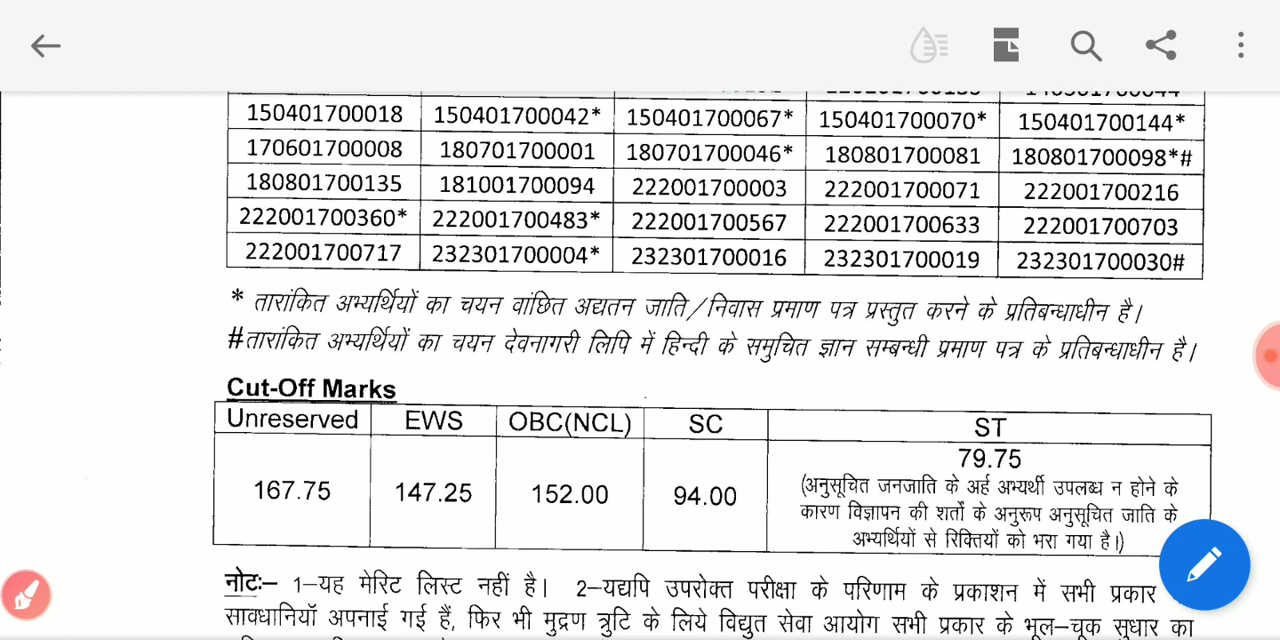 150401700018 150401700042* 150401700067* 150401700070* 150401700144*
170601700008 180701700001 180701700046* 180801700081 180801700098*#
180801700135 181001700094 222001700003 222001700071 222001700216
222001700360* 222001700483* 222001700567 222001700633 222001700703
222001700717 232301700004* 232301700016 232301700019 232301700030#
* तारांकित अभ्यर्थियों का चयन वांछित अद्यतन जाति/निवास प्रमाण पत्र प्रस्तुत करने के प्रतिबन्धाधीन है।
#तारांकित अभ्यर्थियों का चयन देवनागरी लिपि में हिन्दी के समुचित ज्ञान सम्बन्धी प्रमाण पत्र के प्रतिबन्धाधीन है।
Cut-Off Marks
Unreserved EWS OBC(NCL) SC ST
167.75 147.25 152.00 94.00 79.75
(अनुसूचित जनजाति के अर्ह अभ्यर्थी उपलब्ध न होने के
कारण विज्ञापन की शर्तों के अनुरूप अनुसूचित जाति के
अभ्यर्थियों से रिक्तियों को भरा गया है।)
नोटः– 1–यह मेरिट लिस्ट नहीं है। 2–यद्यपि उपरोक्त परीक्षा के परिणाम के प्रकाशन में सभी प्रकार
सावधानियॉ अपनाई गई हैं, फिर भी मुद्रण त्रुटि के लिये विद्युत सेवा आयोग सभी प्रकार के भूल–चूक सुधार का